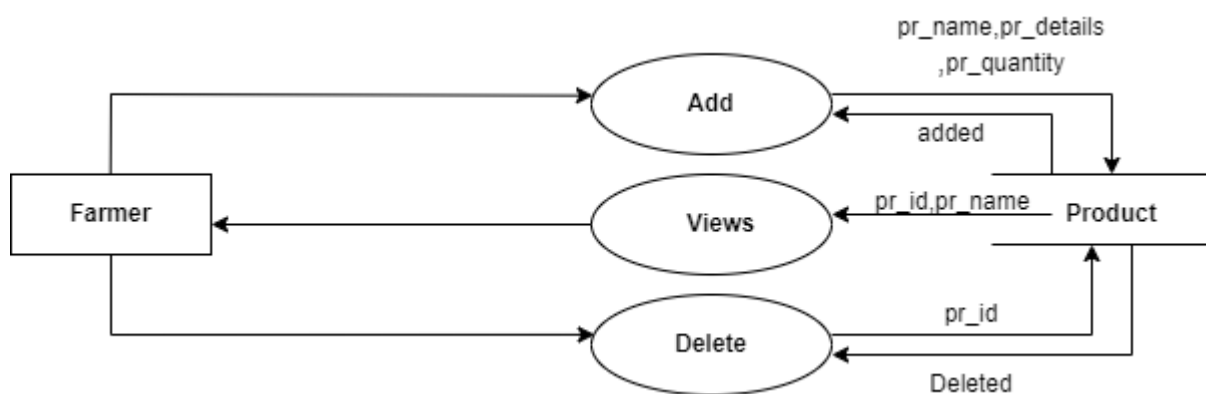 pr_name,pr_details
,pr_quantity
Add
added
Farmer
Views
pr_id,pr_name
Product
Delete
pr_id
Deleted